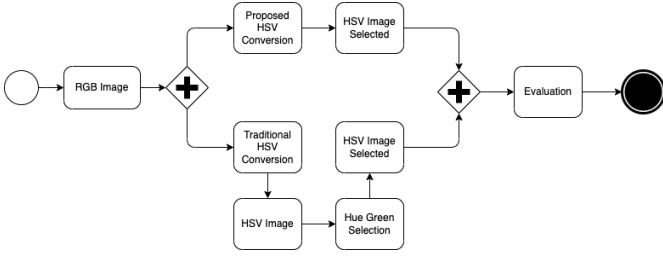 RGB Image
Proposed
HSV
Conversion
HSV Image
Selected
Traditional
HSV
Conversion
HSV Image
Hue Green
Selection
HSV Image
Selected
Evaluation